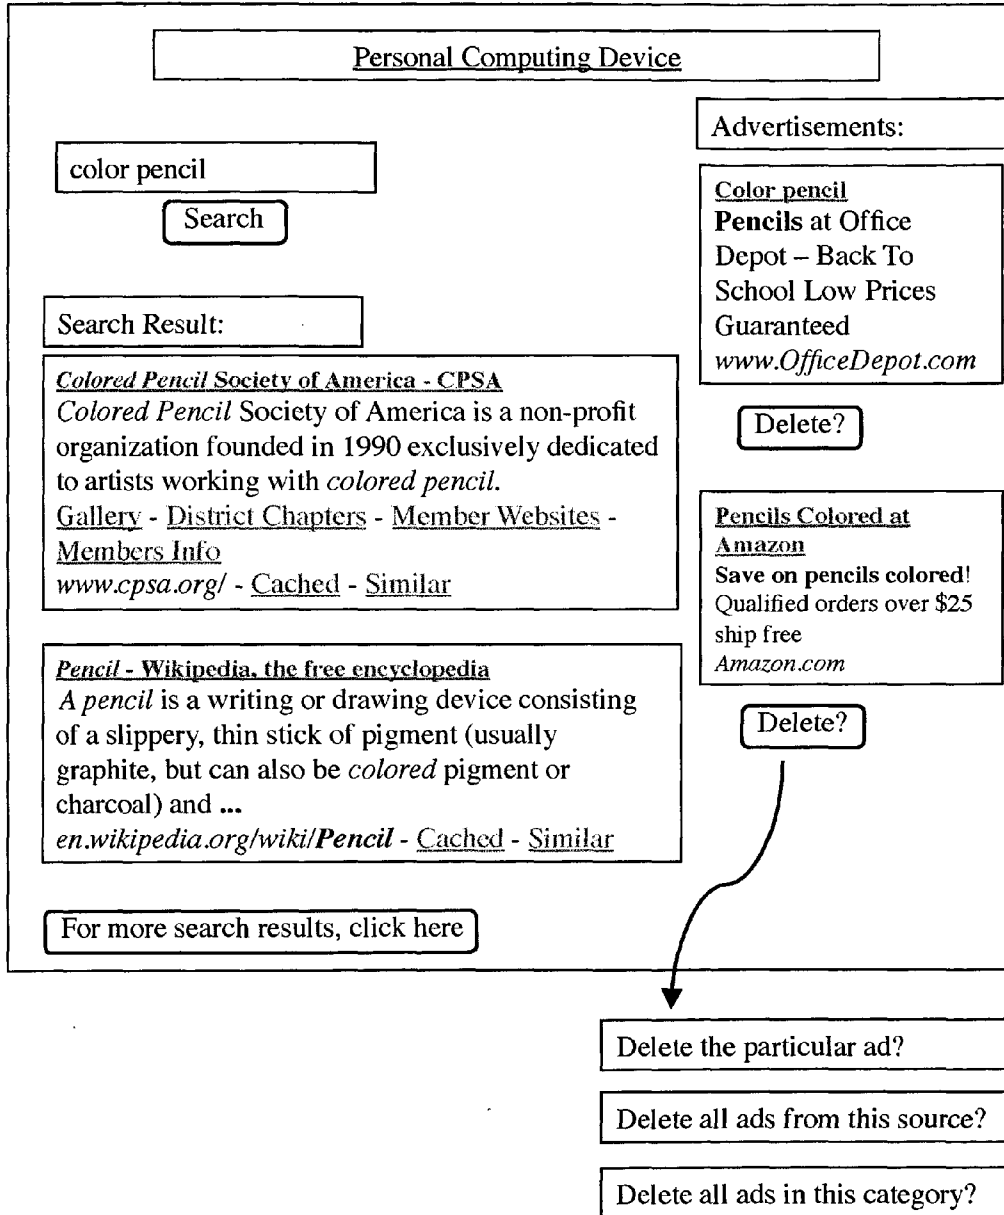 Personal Computing Device
color pencil
Search
Search Result:
Colored Pencil Society of America - CPSA
Colored Pencil Society of America is a non-profit
organization founded in 1990 exclusively dedicated
to artists working with colored pencil.
Gallery - District Chapters - Member Websites -
Members Info
www.cpsa.org/ - Cached - Similar
Pencil - Wikipedia, the free encyclopedia
A pencil is a writing or drawing device consisting
of a slippery, thin stick of pigment (usually
graphite, but can also be colored pigment or
charcoal) and ...
en.wikipedia.org/wiki/Pencil - Cached - Similar
For more search results, click here
Advertisements:
Color pencil
Pencils at Office
Depot – Back To
School Low Prices
Guaranteed
www.OfficeDepot.com
Delete?
Pencils Colored at
Amazon
Save on pencils colored!
Qualified orders over $25
ship free
Amazon.com
Delete?
Delete the particular ad?
Delete all ads from this source?
Delete all ads in this category?